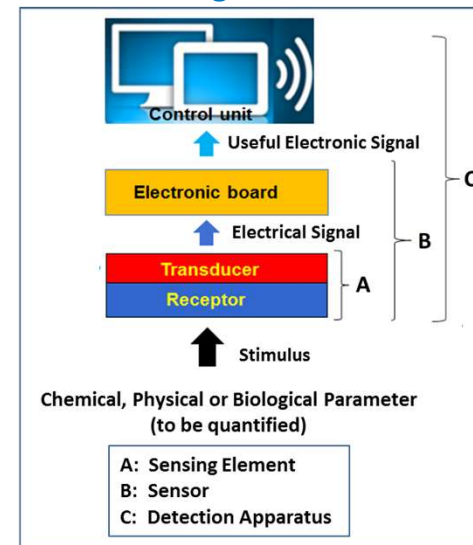 Control unit
Useful Electronic Signal
Electronic board
Electrical Signal
Transducer
Receptor
A
B
C
Stimulus
Chemical, Physical or Biological Parameter
(to be quantified)
A: Sensing Element
B: Sensor
C: Detection Apparatus